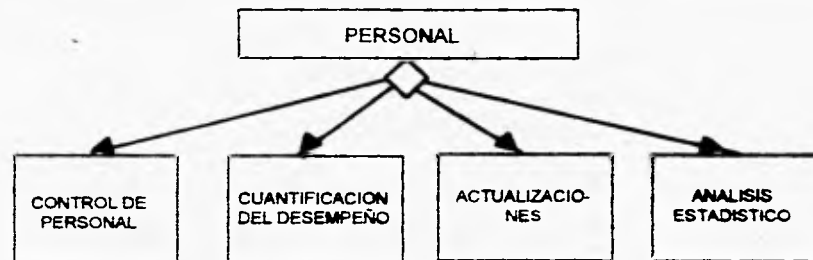 PERSONAL
CONTROL DE
PERSONAL
CUANTIFICACION
DEL DESEMPEÑO
ACTUALIZACIO-
NES
ANALISIS
ESTADISTICO